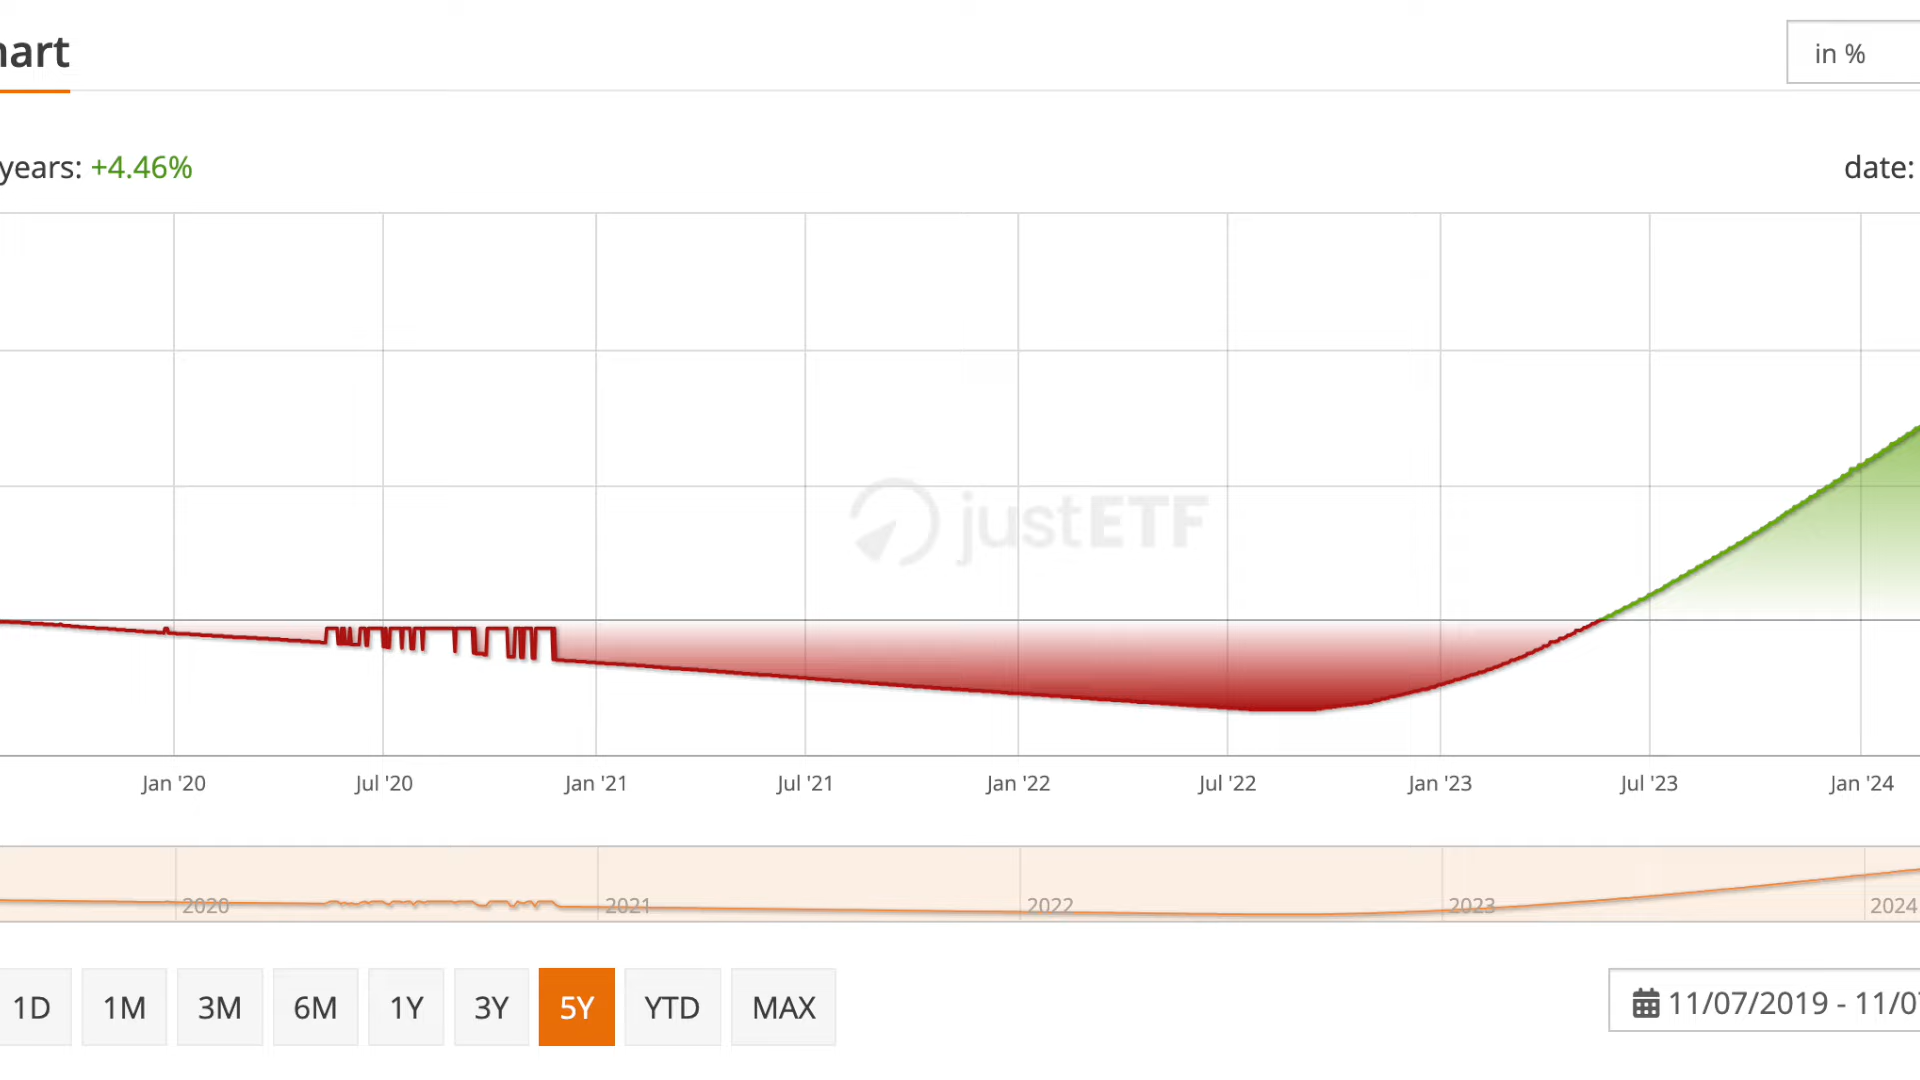 hart
in %
years: +4.46%
date:
justETF
Jan '20 Jul '20 Jan '21 Jul '21 Jan '22 Jul '22 Jan '23 Jul '23 Jan '24
2020 2021 2022 2023 2024
1D 1M 3M 6M 1Y 3Y 5Y YTD MAX
11/07/2019 - 11/07